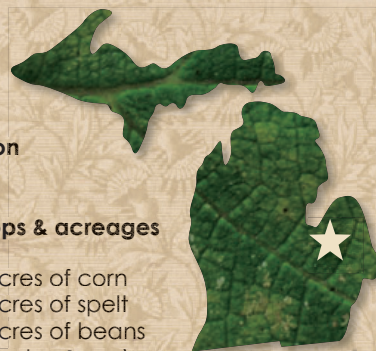 on
ps & acreages
cres of corn
cres of spelt
cres of beans